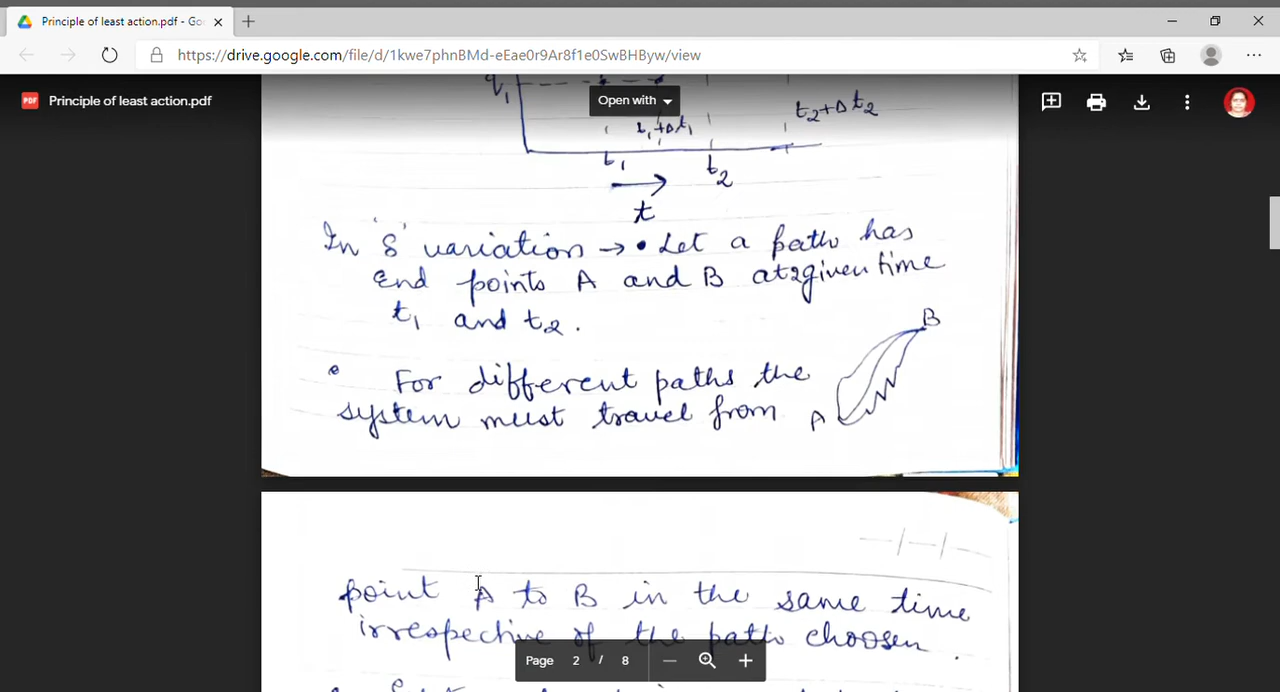 Principle of least action.pdf - Go
https://drive.google.com/file/d/1kwe7phnBMd-eEae0r9Ar8f1e0SwBHByw/view
PDF Principle of least action.pdf
Open with
q1
t1+Δt1
t2+Δt2
t1
t2
t
In 'δ' variation → • Let a path has
end points A and B at 2 given time
t1 and t2.
B
• For different paths the
system must travel from
A
point A to B in the same time
irrespective of the path choosen.
Page 2 / 8